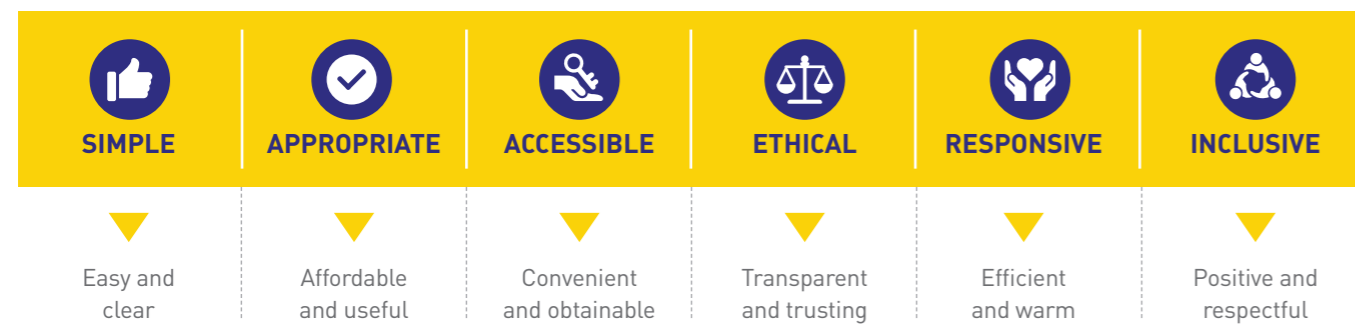 SIMPLE
APPROPRIATE
ACCESSIBLE
ETHICAL
RESPONSIVE
INCLUSIVE
Easy and
clear
Affordable
and useful
Convenient
and obtainable
Transparent
and trusting
Efficient
and warm
Positive and
respectful